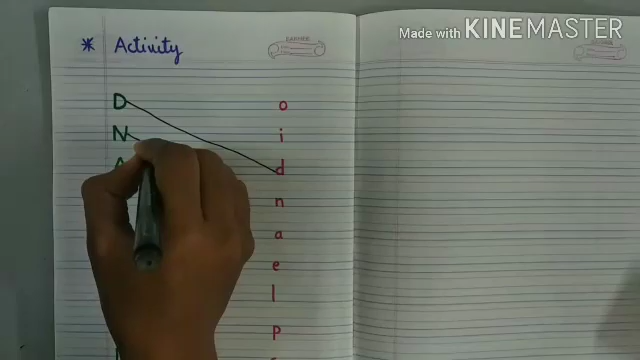 Made with KINEMASTER
* Activity
D o
N i
A d
n
a
e
l
p